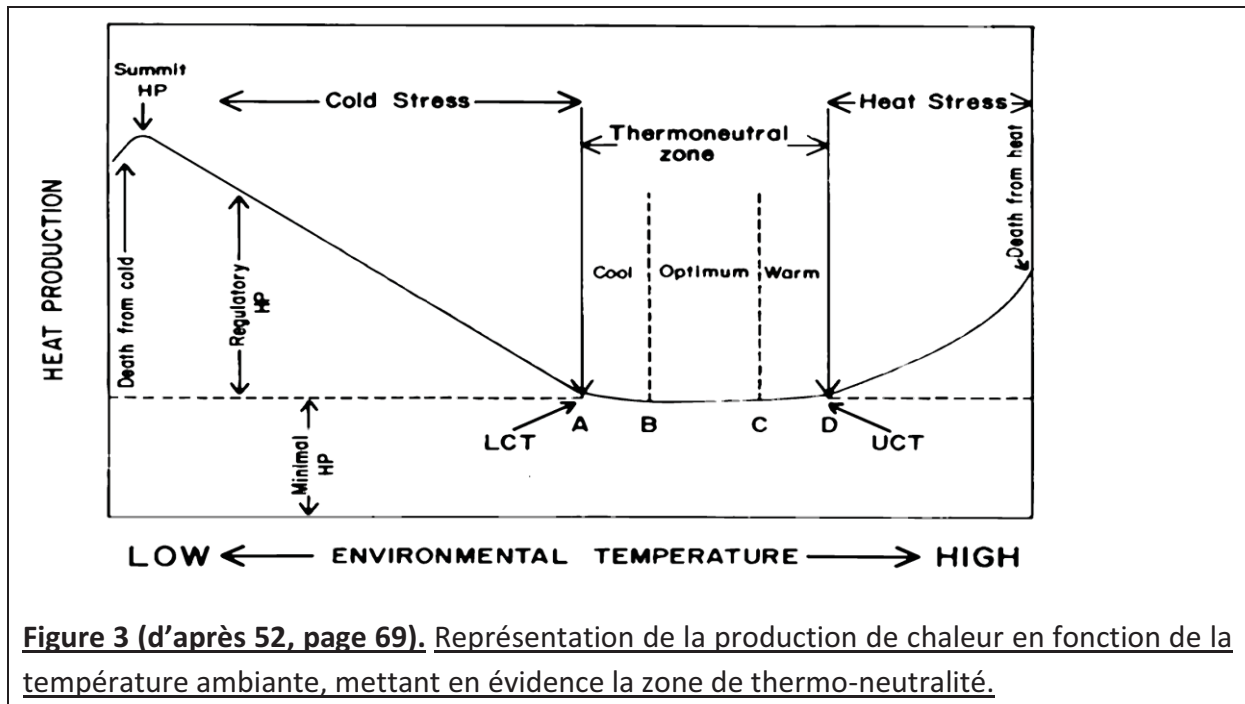 Summit
HP
Cold Stress
Heat Stress
Thermoneutral
zone
Death from heat
HEAT PRODUCTION
Death from cold
Regulatory
HP
Cool
Optimum
Warm
A
B
C
D
LCT
UCT
Minimal
HP
LOW ENVIRONMENTAL TEMPERATURE HIGH
Figure 3 (d’après 52, page 69). Représentation de la production de chaleur en fonction de la
température ambiante, mettant en évidence la zone de thermo-neutralité.